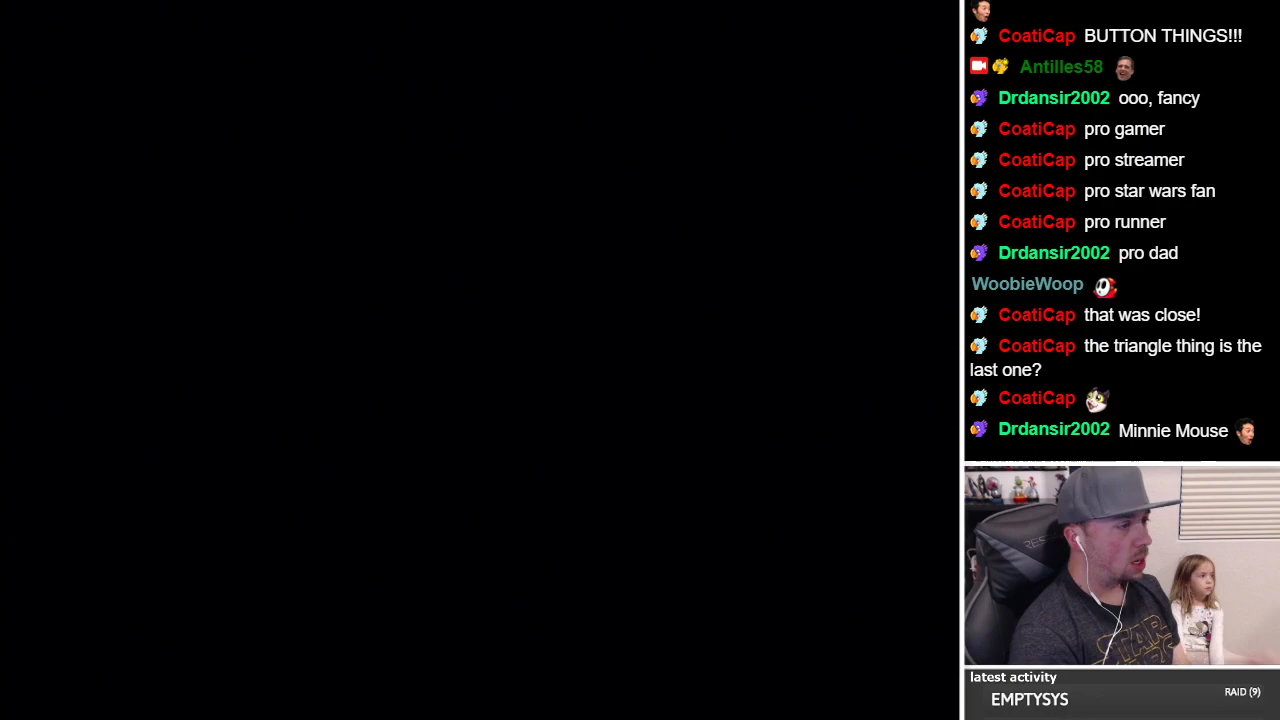 CoatiCap BUTTON THINGS!!!
Antilles58
Drdansir2002 ooo, fancy
CoatiCap pro gamer
CoatiCap pro streamer
CoatiCap pro star wars fan
CoatiCap pro runner
Drdansir2002 pro dad
WoobieWoop
CoatiCap that was close!
CoatiCap the triangle thing is the
last one?
CoatiCap
Drdansir2002 Minnie Mouse
STAR
latest activity
EMPTYSYS
RAID (9)